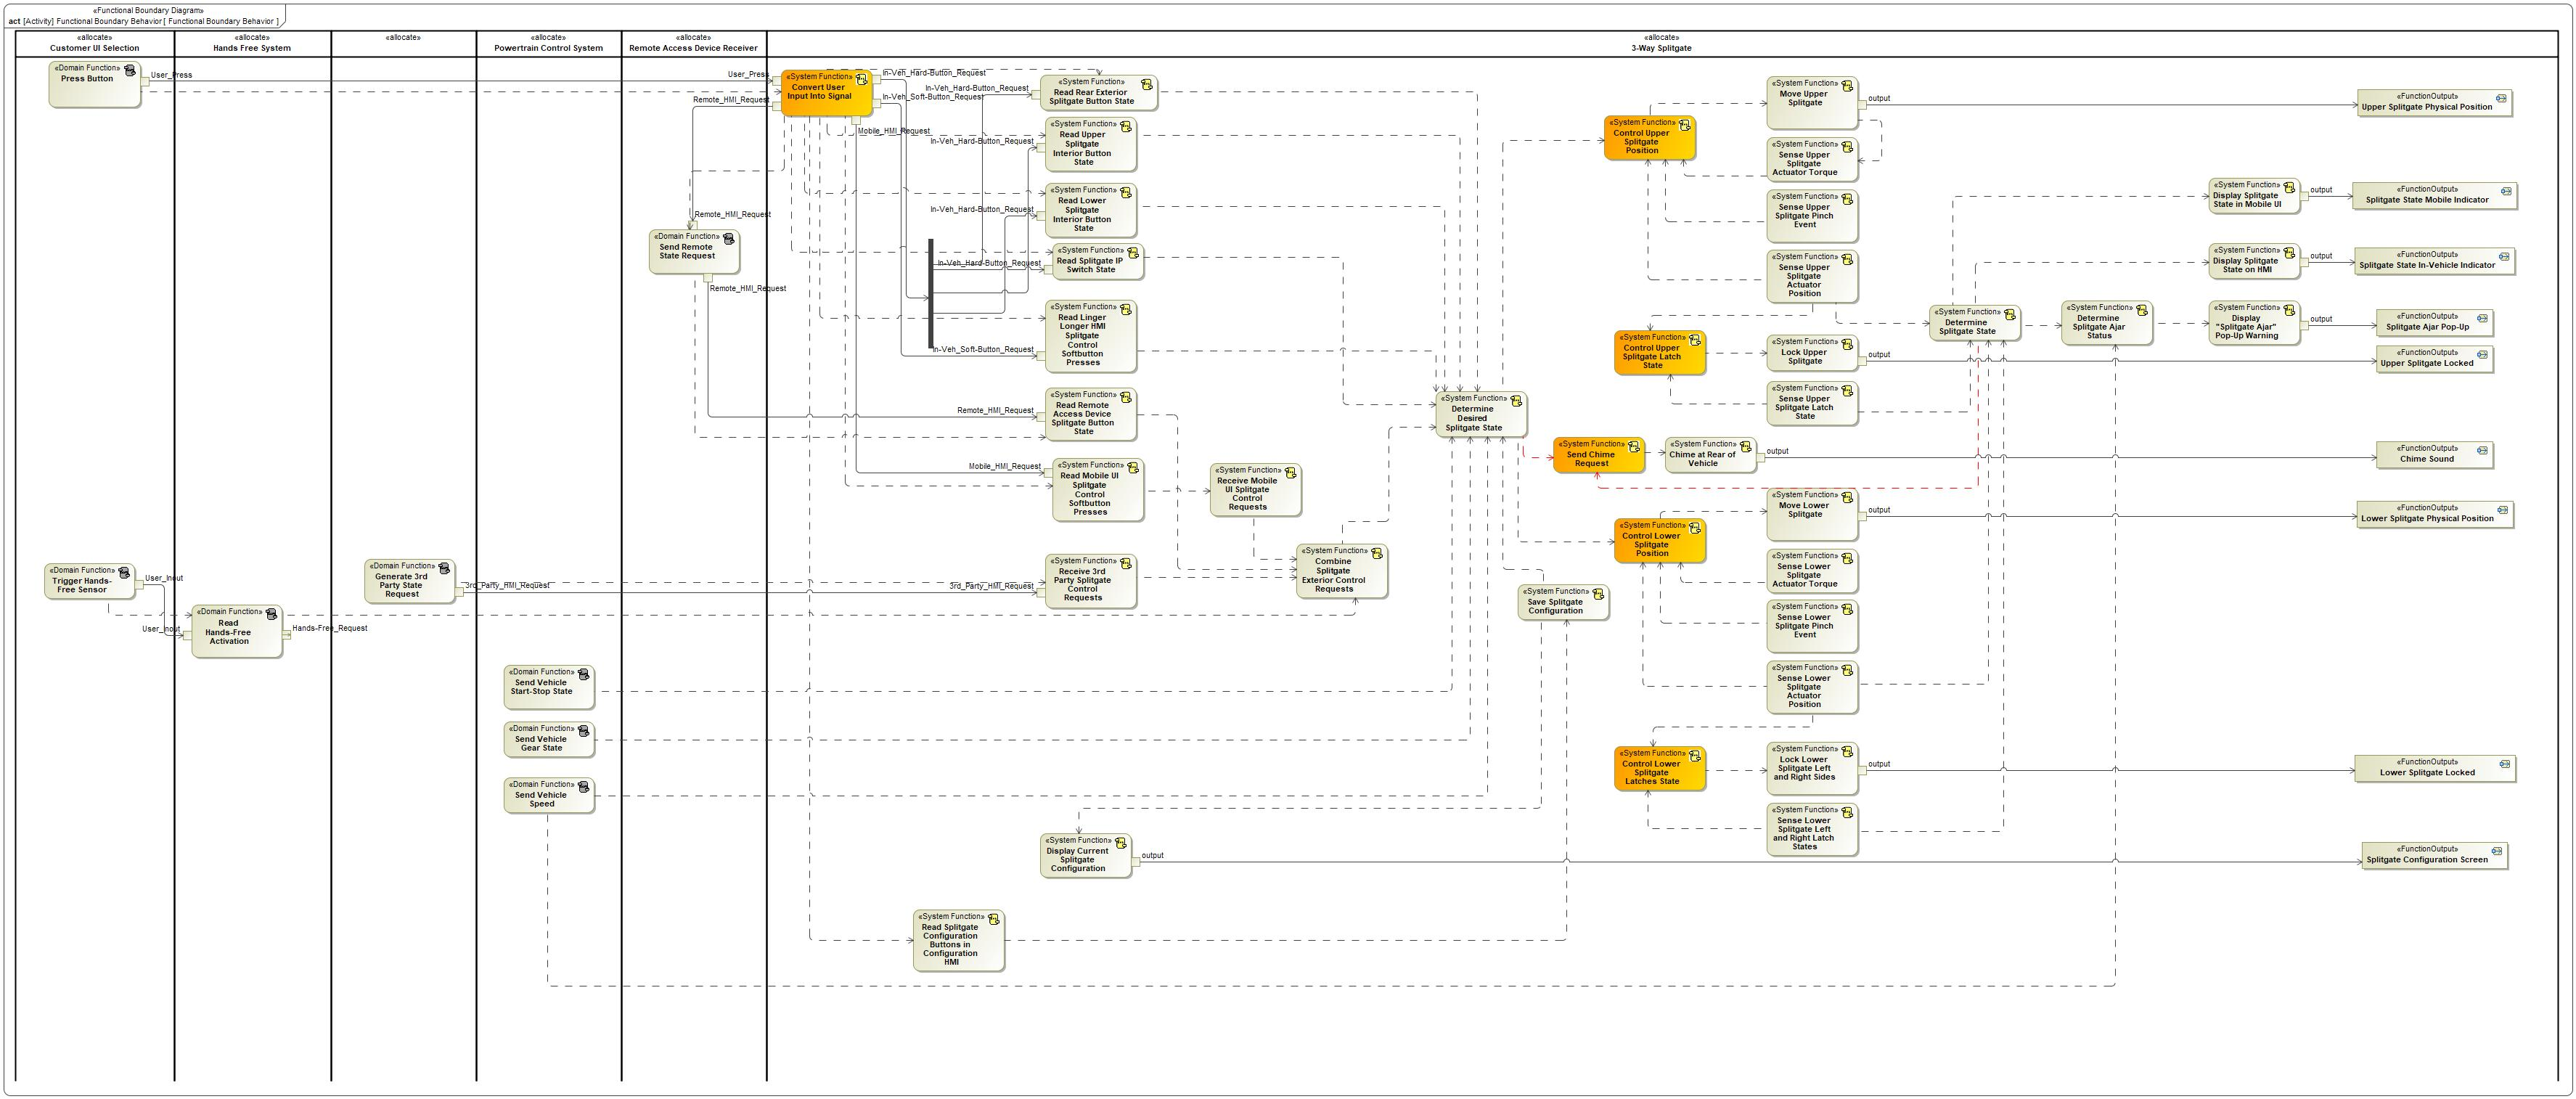 «Functional Boundary Diagram»
act [Activity] Functional Boundary Behavior [ Functional Boundary Behavior ]
«allocate»
Customer UI Selection
«allocate»
Hands Free System
«allocate»
«allocate»
Powertrain Control System
«allocate»
Remote Access Device Receiver
«allocate»
3-Way Splitgate
«Domain Function»
Press Button
User_Press
User_Press
Remote_HMI_Request
«System Function»
Convert User
Input Into Signal
In-Veh_Hard-Button_Request
In-Veh_Soft-Button_Request
Mobile_HMI_Request
In-Veh_Hard-Button_Request
«System Function»
Read Rear Exterior
Splitgate Button State
In-Veh_Hard-Button_Request
«System Function»
Read Upper
Splitgate
Interior Button
State
In-Veh_Hard-Button_Request
«System Function»
Read Lower
Splitgate
Interior Button
State
In-Veh_Hard-Button_Request
«System Function»
Read Splitgate IP
Switch State
In-Veh_Soft-Button_Request
«System Function»
Read Linger
Longer HMI
Splitgate
Control
Softbutton
Presses
Remote_HMI_Request
«Domain Function»
Send Remote
State Request
Remote_HMI_Request
Remote_HMI_Request
«System Function»
Read Remote
Access Device
Splitgate Button
State
Mobile_HMI_Request
«System Function»
Read Mobile UI
Splitgate
Control
Softbutton
Presses
«System Function»
Receive Mobile
UI Splitgate
Control
Requests
«System Function»
Combine
Splitgate
Exterior Control
Requests
«Domain Function»
Trigger Hands-
Free Sensor
User_Input
User_Input
«Domain Function»
Read
Hands-Free
Activation
Hands-Free_Request
«Domain Function»
Generate 3rd
Party State
Request
3rd_Party_HMI_Request
3rd_Party_HMI_Request
«System Function»
Receive 3rd
Party Splitgate
Control
Requests
«Domain Function»
Send Vehicle
Start-Stop State
«Domain Function»
Send Vehicle
Gear State
«Domain Function»
Send Vehicle
Speed
«System Function»
Determine
Desired
Splitgate State
«System Function»
Save Splitgate
Configuration
«System Function»
Display Current
Splitgate
Configuration
output
«System Function»
Read Splitgate
Configuration
Buttons in
Configuration
HMI
«System Function»
Control Upper
Splitgate
Position
«System Function»
Move Upper
Splitgate
output
«System Function»
Sense Upper
Splitgate
Actuator Torque
«System Function»
Sense Upper
Splitgate Pinch
Event
«System Function»
Sense Upper
Splitgate
Actuator
Position
«System Function»
Control Upper
Splitgate Latch
State
«System Function»
Lock Upper
Splitgate
output
«System Function»
Sense Upper
Splitgate Latch
State
«System Function»
Send Chime
Request
«System Function»
Chime at Rear of
Vehicle
output
«System Function»
Control Lower
Splitgate
Position
«System Function»
Move Lower
Splitgate
output
«System Function»
Sense Lower
Splitgate
Actuator Torque
«System Function»
Sense Lower
Splitgate Pinch
Event
«System Function»
Sense Lower
Splitgate
Actuator
Position
«System Function»
Control Lower
Splitgate
Latches State
«System Function»
Lock Lower
Splitgate Left
and Right Sides
output
«System Function»
Sense Lower
Splitgate Left
and Right Latch
States
«System Function»
Determine
Splitgate State
«System Function»
Determine
Splitgate Ajar
Status
«System Function»
Display Splitgate
State in Mobile UI
output
«System Function»
Display Splitgate
State on HMI
output
«System Function»
Display
"Splitgate Ajar"
Pop-Up Warning
output
«FunctionOutput»
Upper Splitgate Physical Position
«FunctionOutput»
Splitgate State Mobile Indicator
«FunctionOutput»
Splitgate State In-Vehicle Indicator
«FunctionOutput»
Splitgate Ajar Pop-Up
«FunctionOutput»
Upper Splitgate Locked
«FunctionOutput»
Chime Sound
«FunctionOutput»
Lower Splitgate Physical Position
«FunctionOutput»
Lower Splitgate Locked
«FunctionOutput»
Splitgate Configuration Screen